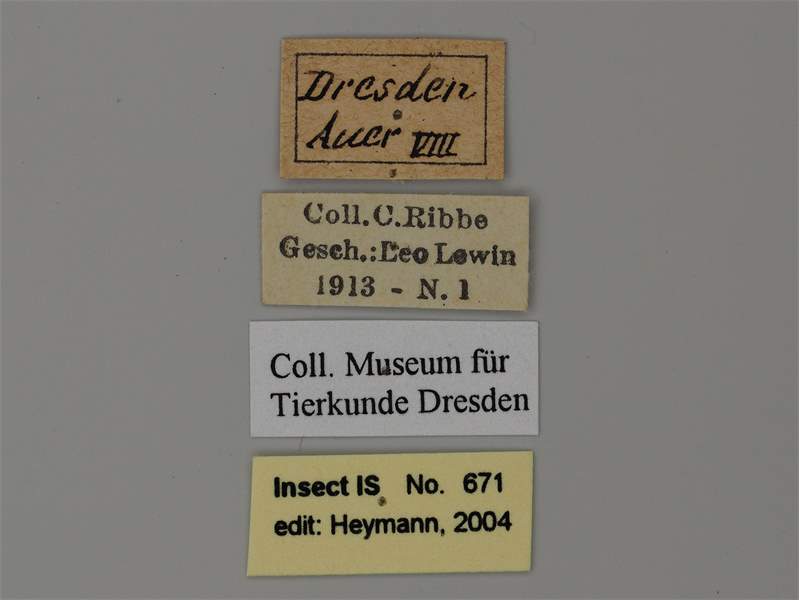 Dresden
Auer VIII
Coll. C. Ribbe
Gesch.: Leo Lewin
1913 - N. 1
Coll. Museum für
Tierkunde Dresden
Insect IS No. 671
edit: Heymann, 2004